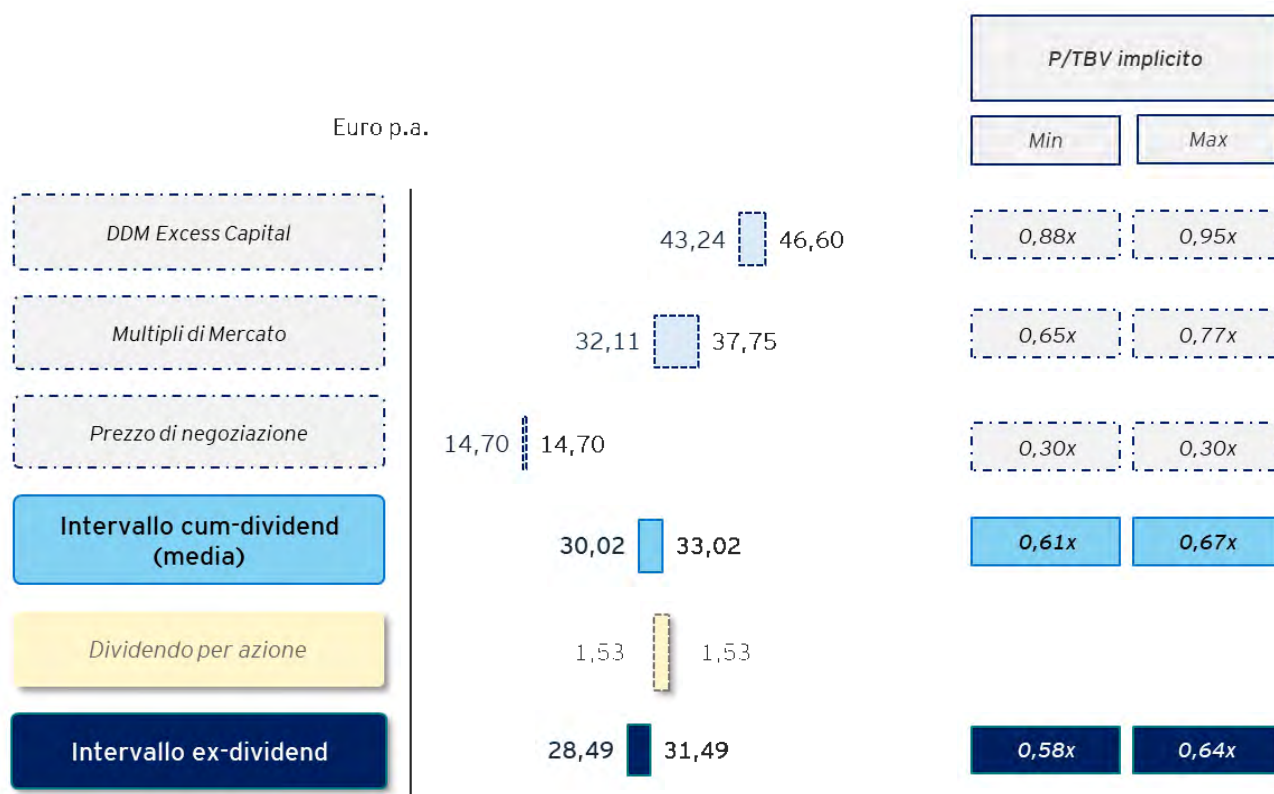 P/TBV implicito
Euro p.a.
Min Max
DDM Excess Capital 43,24 46,60 0,88x 0,95x
Multipli di Mercato 32,11 37,75 0,65x 0,77x
Prezzo di negoziazione 14,70 14,70 0,30x 0,30x
Intervallo cum-dividend
(media)
30,02 33,02 0,61x 0,67x
Dividendo per azione 1,53 1,53
Intervallo ex-dividend 28,49 31,49 0,58x 0,64x